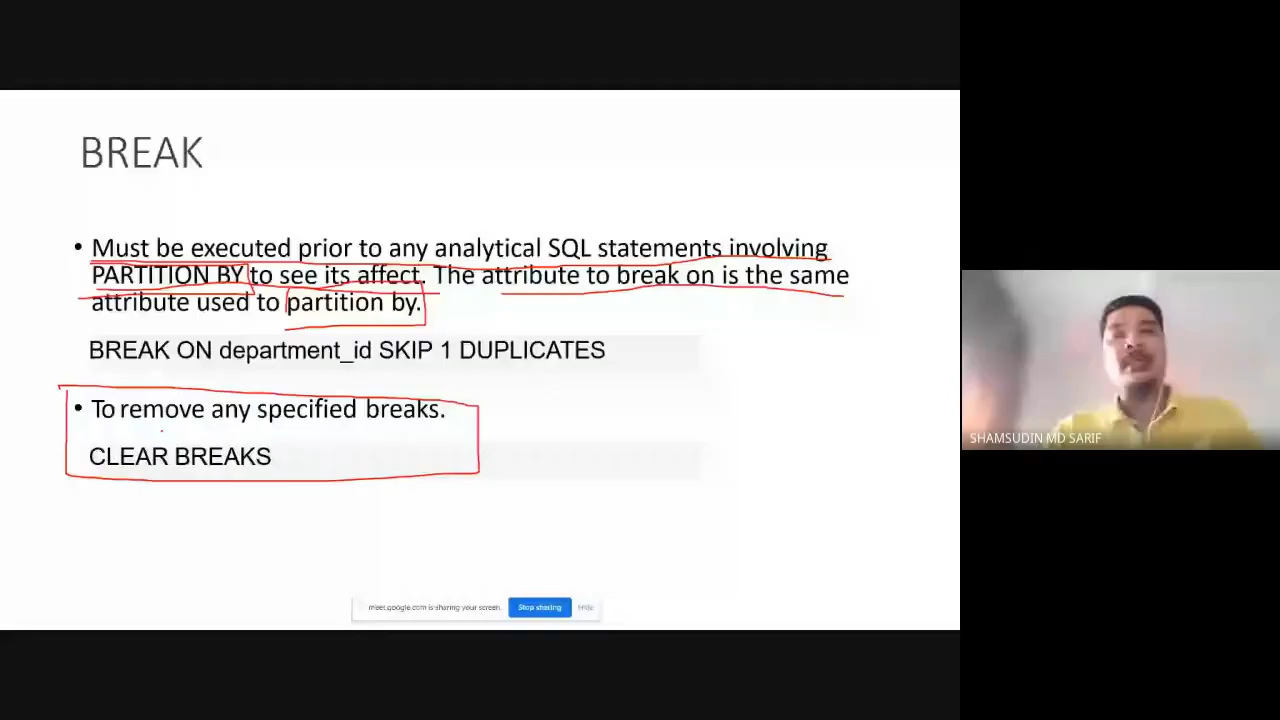 BREAK
• Must be executed prior to any analytical SQL statements involving
PARTITION BY to see its affect. The attribute to break on is the same
attribute used to partition by.
BREAK ON department_id SKIP 1 DUPLICATES
• To remove any specified breaks.
CLEAR BREAKS
SHAMSUDIN MD SARIF
meet.google.com is sharing your screen.
Stop sharing
Hide